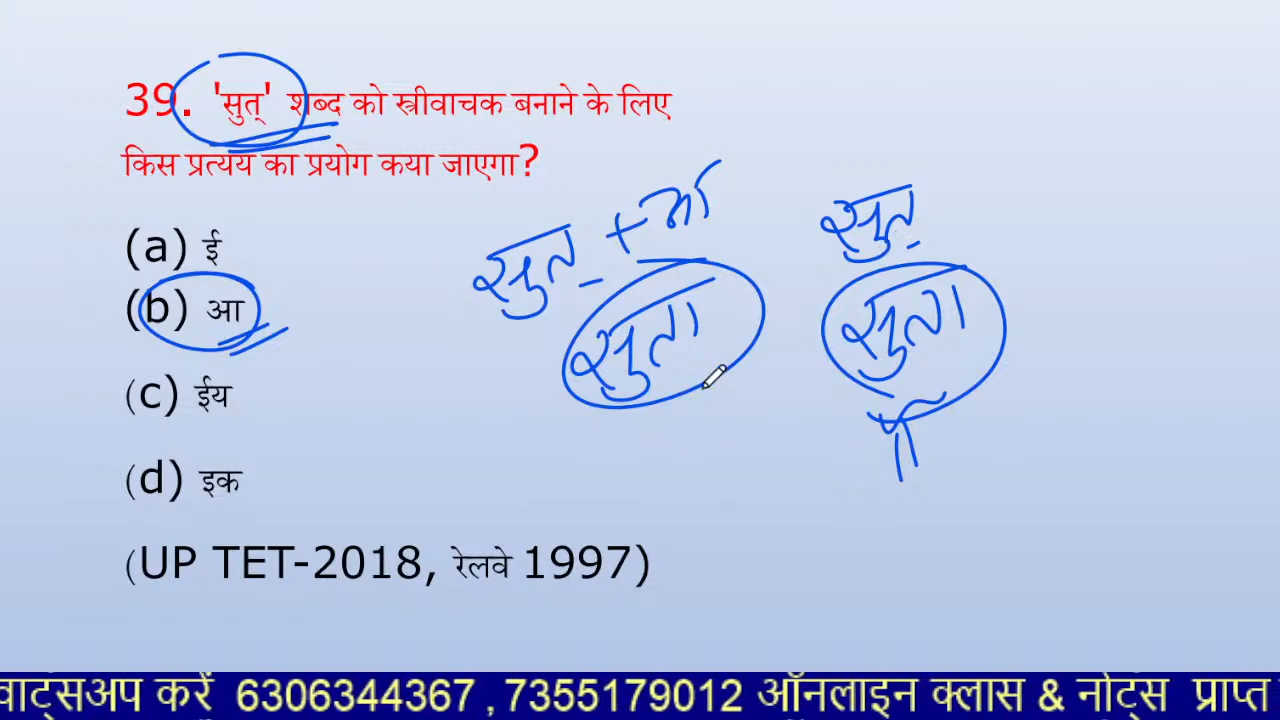 39. 'सुत्' शब्द को स्त्रीवाचक बनाने के लिए
किस प्रत्यय का प्रयोग कया जाएगा?
(a) ई
(b) आ
(c) ईय
(d) इक
(UP TET-2018, रेलवे 1997)
सुत् + आ
सुता
सुत्
सुता
वाट्सअप करें 6306344367 ,7355179012 ऑनलाइन क्लास & नोट्स प्राप्त